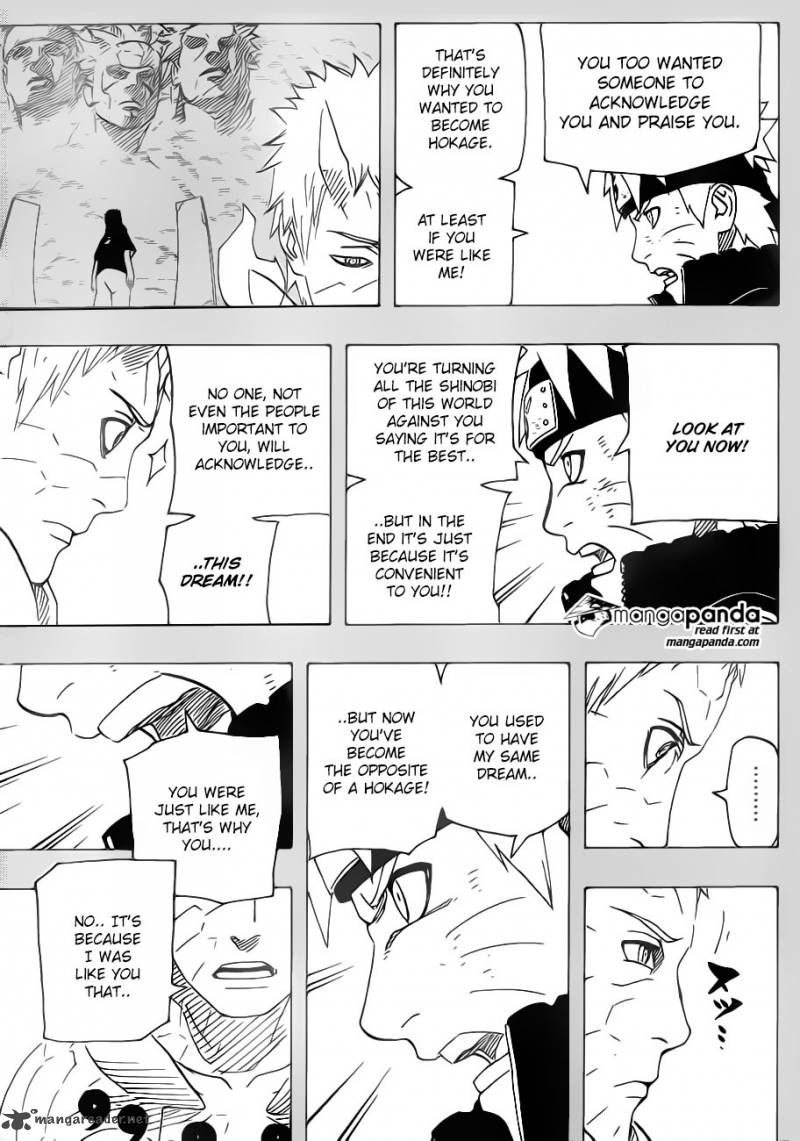 YOU TOO WANTED
SOMEONE TO
ACKNOWLEDGE
YOU AND PRAISE YOU.
THAT'S
DEFINITELY
WHY YOU
WANTED TO
BECOME
HOKAGE.
AT LEAST
IF YOU
WERE LIKE
ME!
LOOK AT
YOU NOW!
YOU'RE TURNING
ALL THE SHINOBI
OF THIS WORLD
AGAINST YOU
SAYING IT'S FOR
THE BEST..
..BUT IN THE
END IT'S JUST
BECAUSE IT'S
CONVENIENT
TO YOU!!
NO ONE, NOT
EVEN THE PEOPLE
IMPORTANT TO
YOU, WILL
ACKNOWLEDGE..
..THIS
DREAM!!
mangapanda
read first at
mangapanda.com
.........
YOU USED
TO HAVE
MY SAME
DREAM..
..BUT NOW
YOU'VE
BECOME
THE OPPOSITE
OF A HOKAGE!
YOU WERE
JUST LIKE ME,
THAT'S WHY
YOU....
スッ…
NO.. IT'S
BECAUSE
I WAS
LIKE YOU
THAT..
mangareader.net